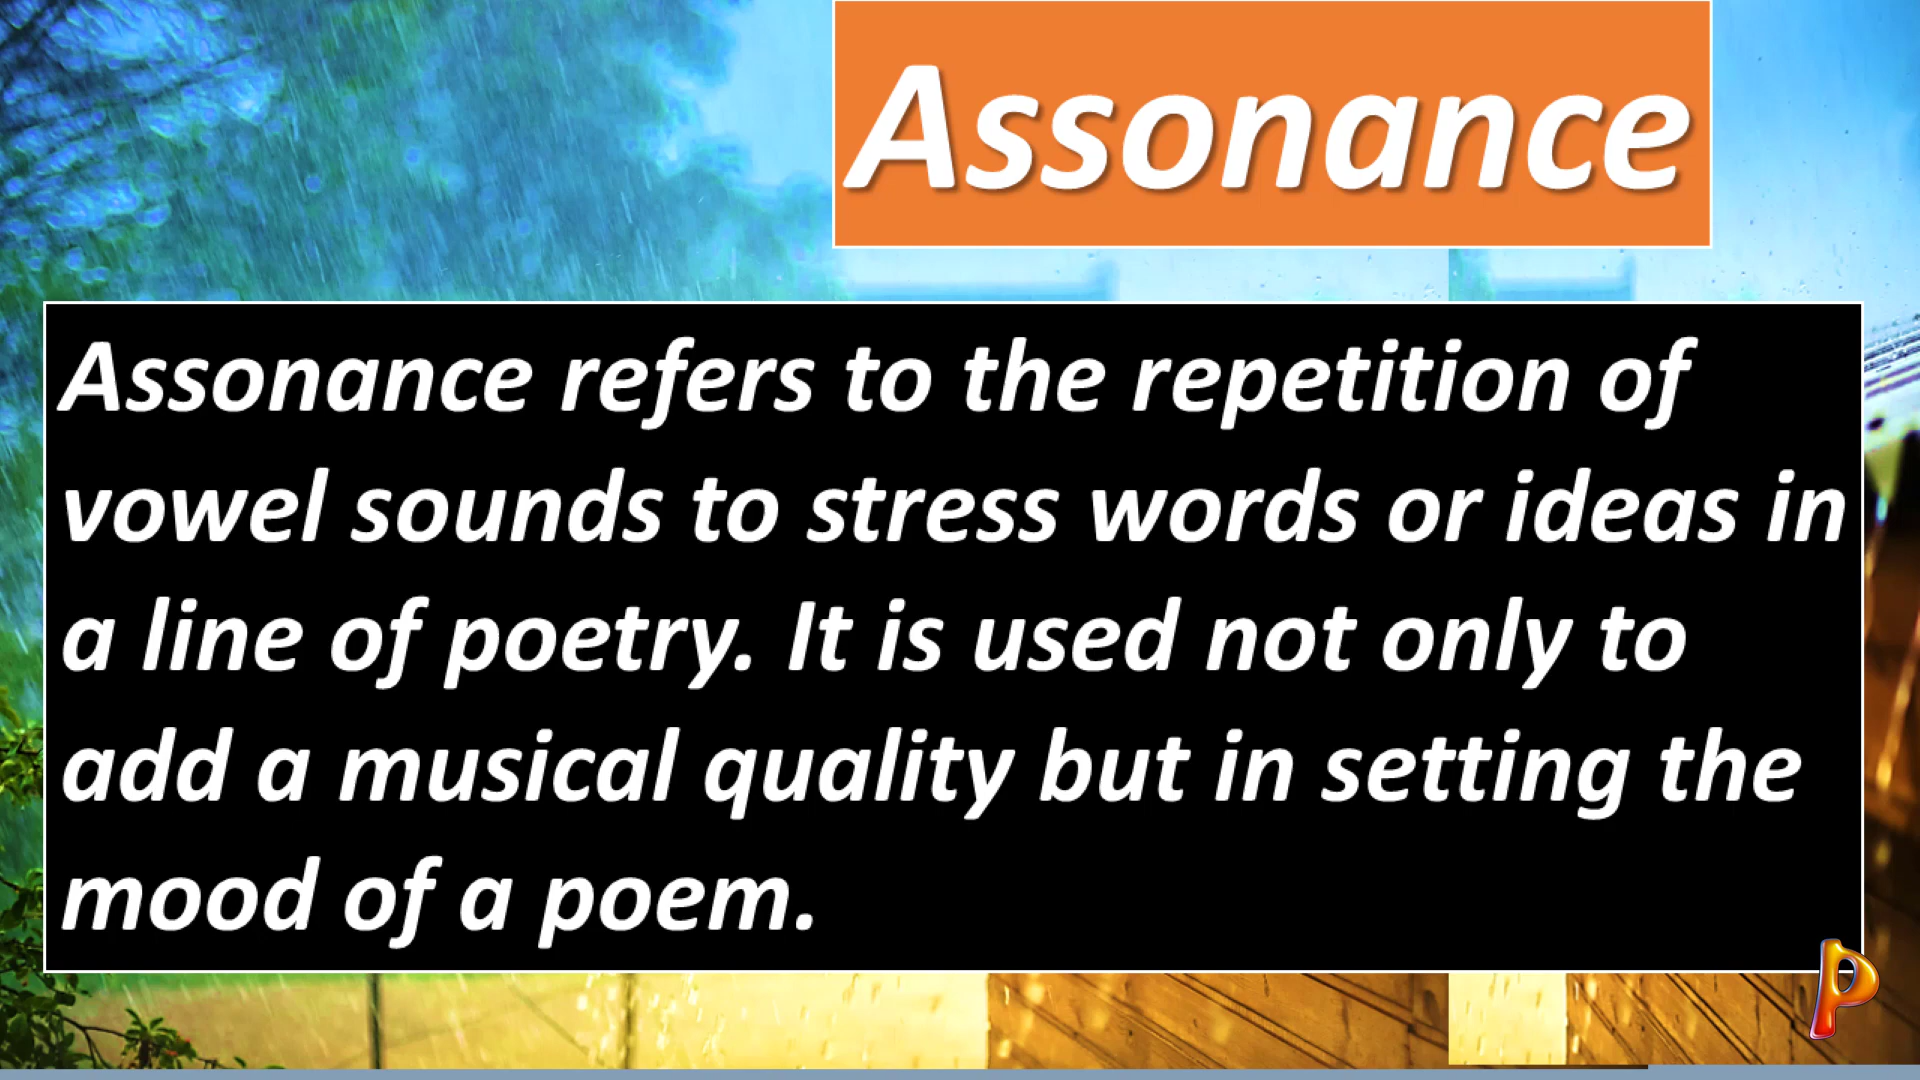 Assonance
Assonance refers to the repetition of
vowel sounds to stress words or ideas in
a line of poetry. It is used not only to
add a musical quality but in setting the
mood of a poem.
P